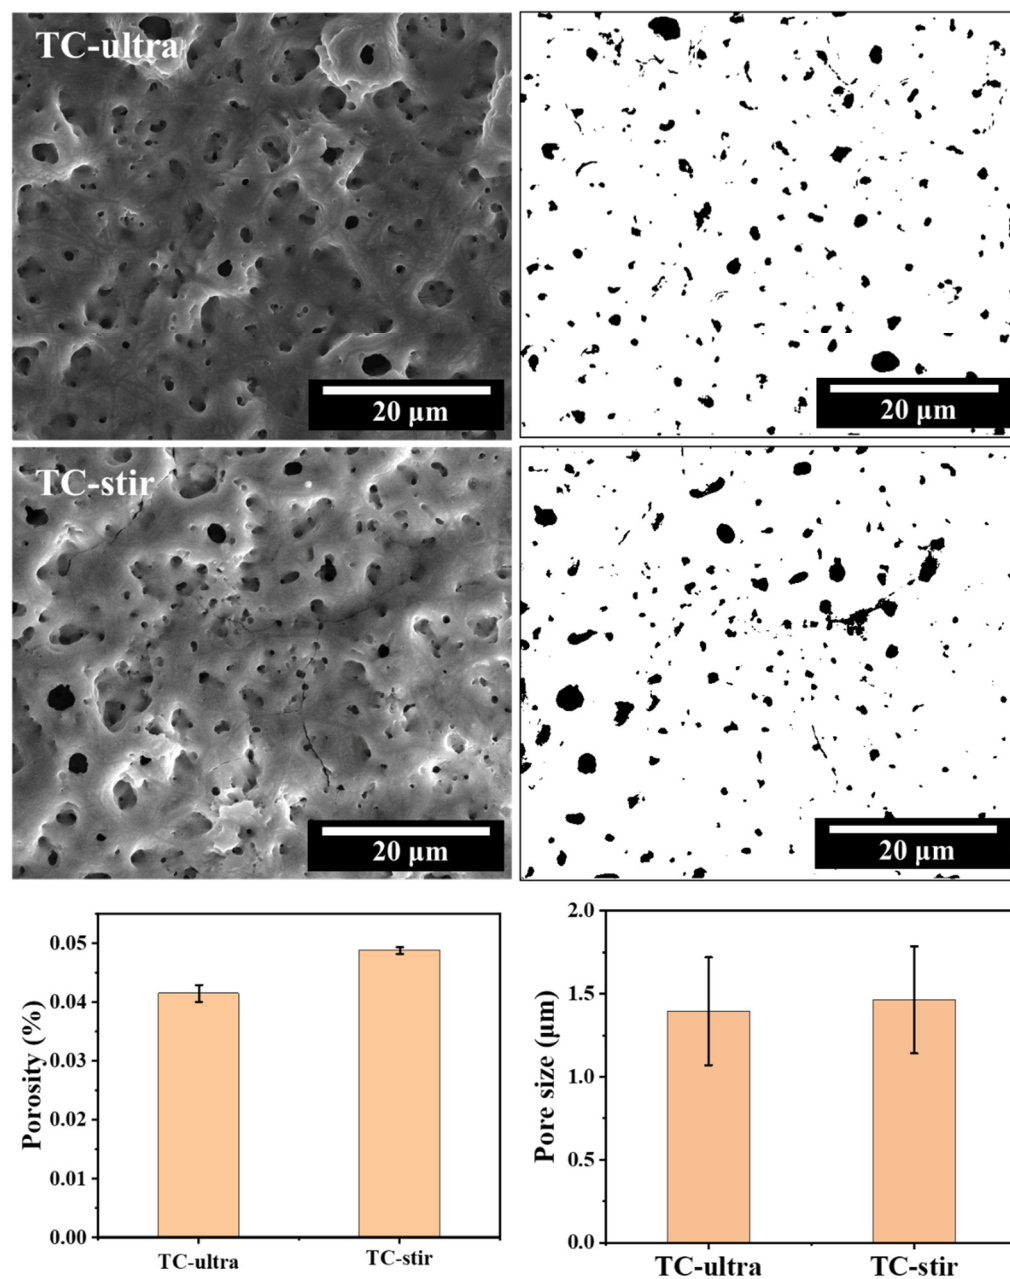 TC-ultra
20 µm
20 µm
TC-stir
20 µm
20 µm
Porosity (%)
0.05
0.04
0.03
0.02
0.01
0.00
TC-ultra
TC-stir
Pore size (µm)
2.0
1.5
1.0
0.5
0.0
TC-ultra
TC-stir